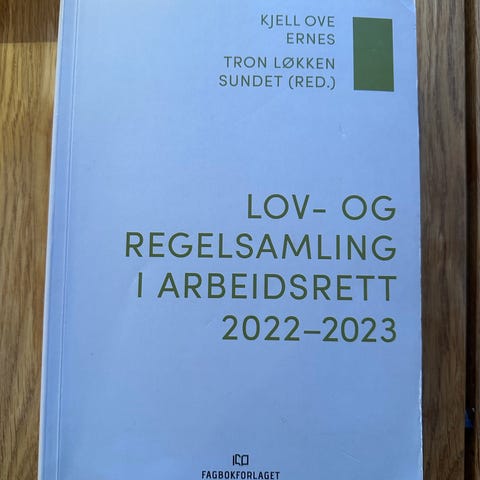 KJELL OVE
ERNES
TRON LØKKEN
SUNDET (RED.)
LOV- OG
REGELSAMLING
I ARBEIDSRETT
2022–2023
FAGBOKFORLAGET